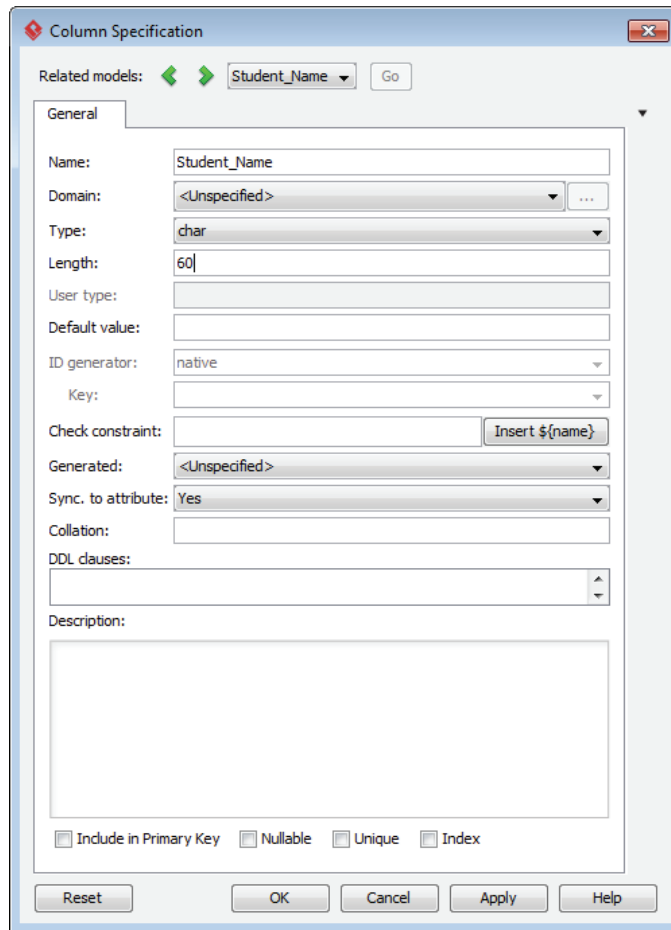 Column Specification
Related models: Student_Name Go
General
Name: Student_Name
Domain: <Unspecified> ...
Type: char
Length: 60
User type:
Default value:
ID generator: native
Key:
Check constraint: Insert ${name}
Generated: <Unspecified>
Sync. to attribute: Yes
Collation:
DDL clauses:
Description:
Include in Primary Key Nullable Unique Index
Reset OK Cancel Apply Help